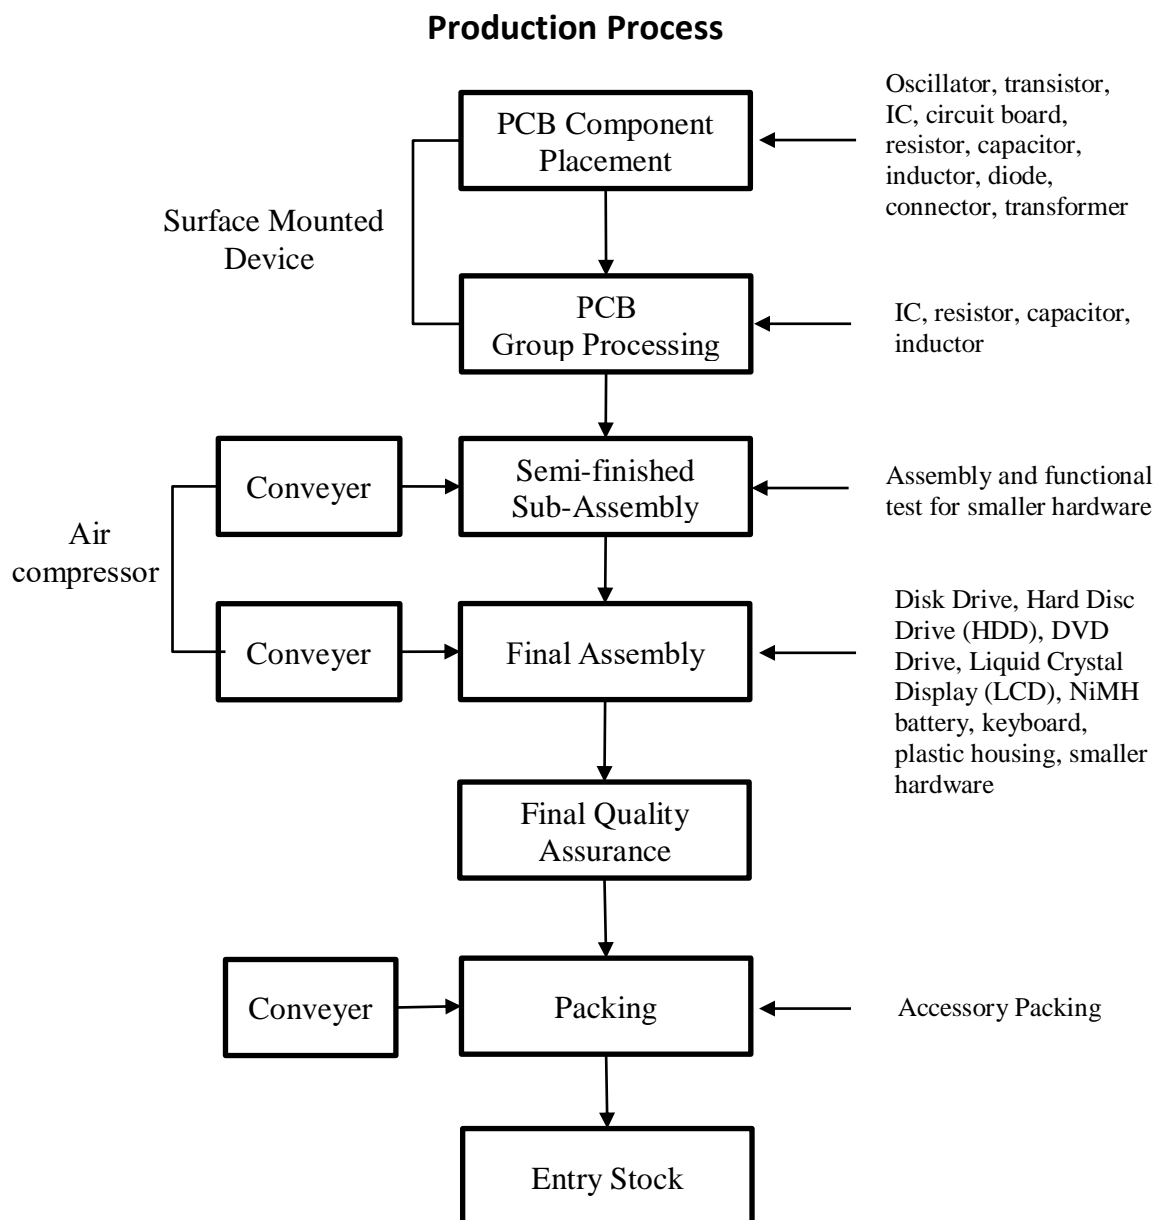 Production Process
PCB Component
Placement
Oscillator, transistor,
IC, circuit board,
resistor, capacitor,
inductor, diode,
connector, transformer
Surface Mounted
Device
PCB
Group Processing
IC, resistor, capacitor,
inductor
Conveyer
Semi-finished
Sub-Assembly
Assembly and functional
test for smaller hardware
Air
compressor
Conveyer
Final Assembly
Disk Drive, Hard Disc
Drive (HDD), DVD
Drive, Liquid Crystal
Display (LCD), NiMH
battery, keyboard,
plastic housing, smaller
hardware
Final Quality
Assurance
Conveyer
Packing
Accessory Packing
Entry Stock